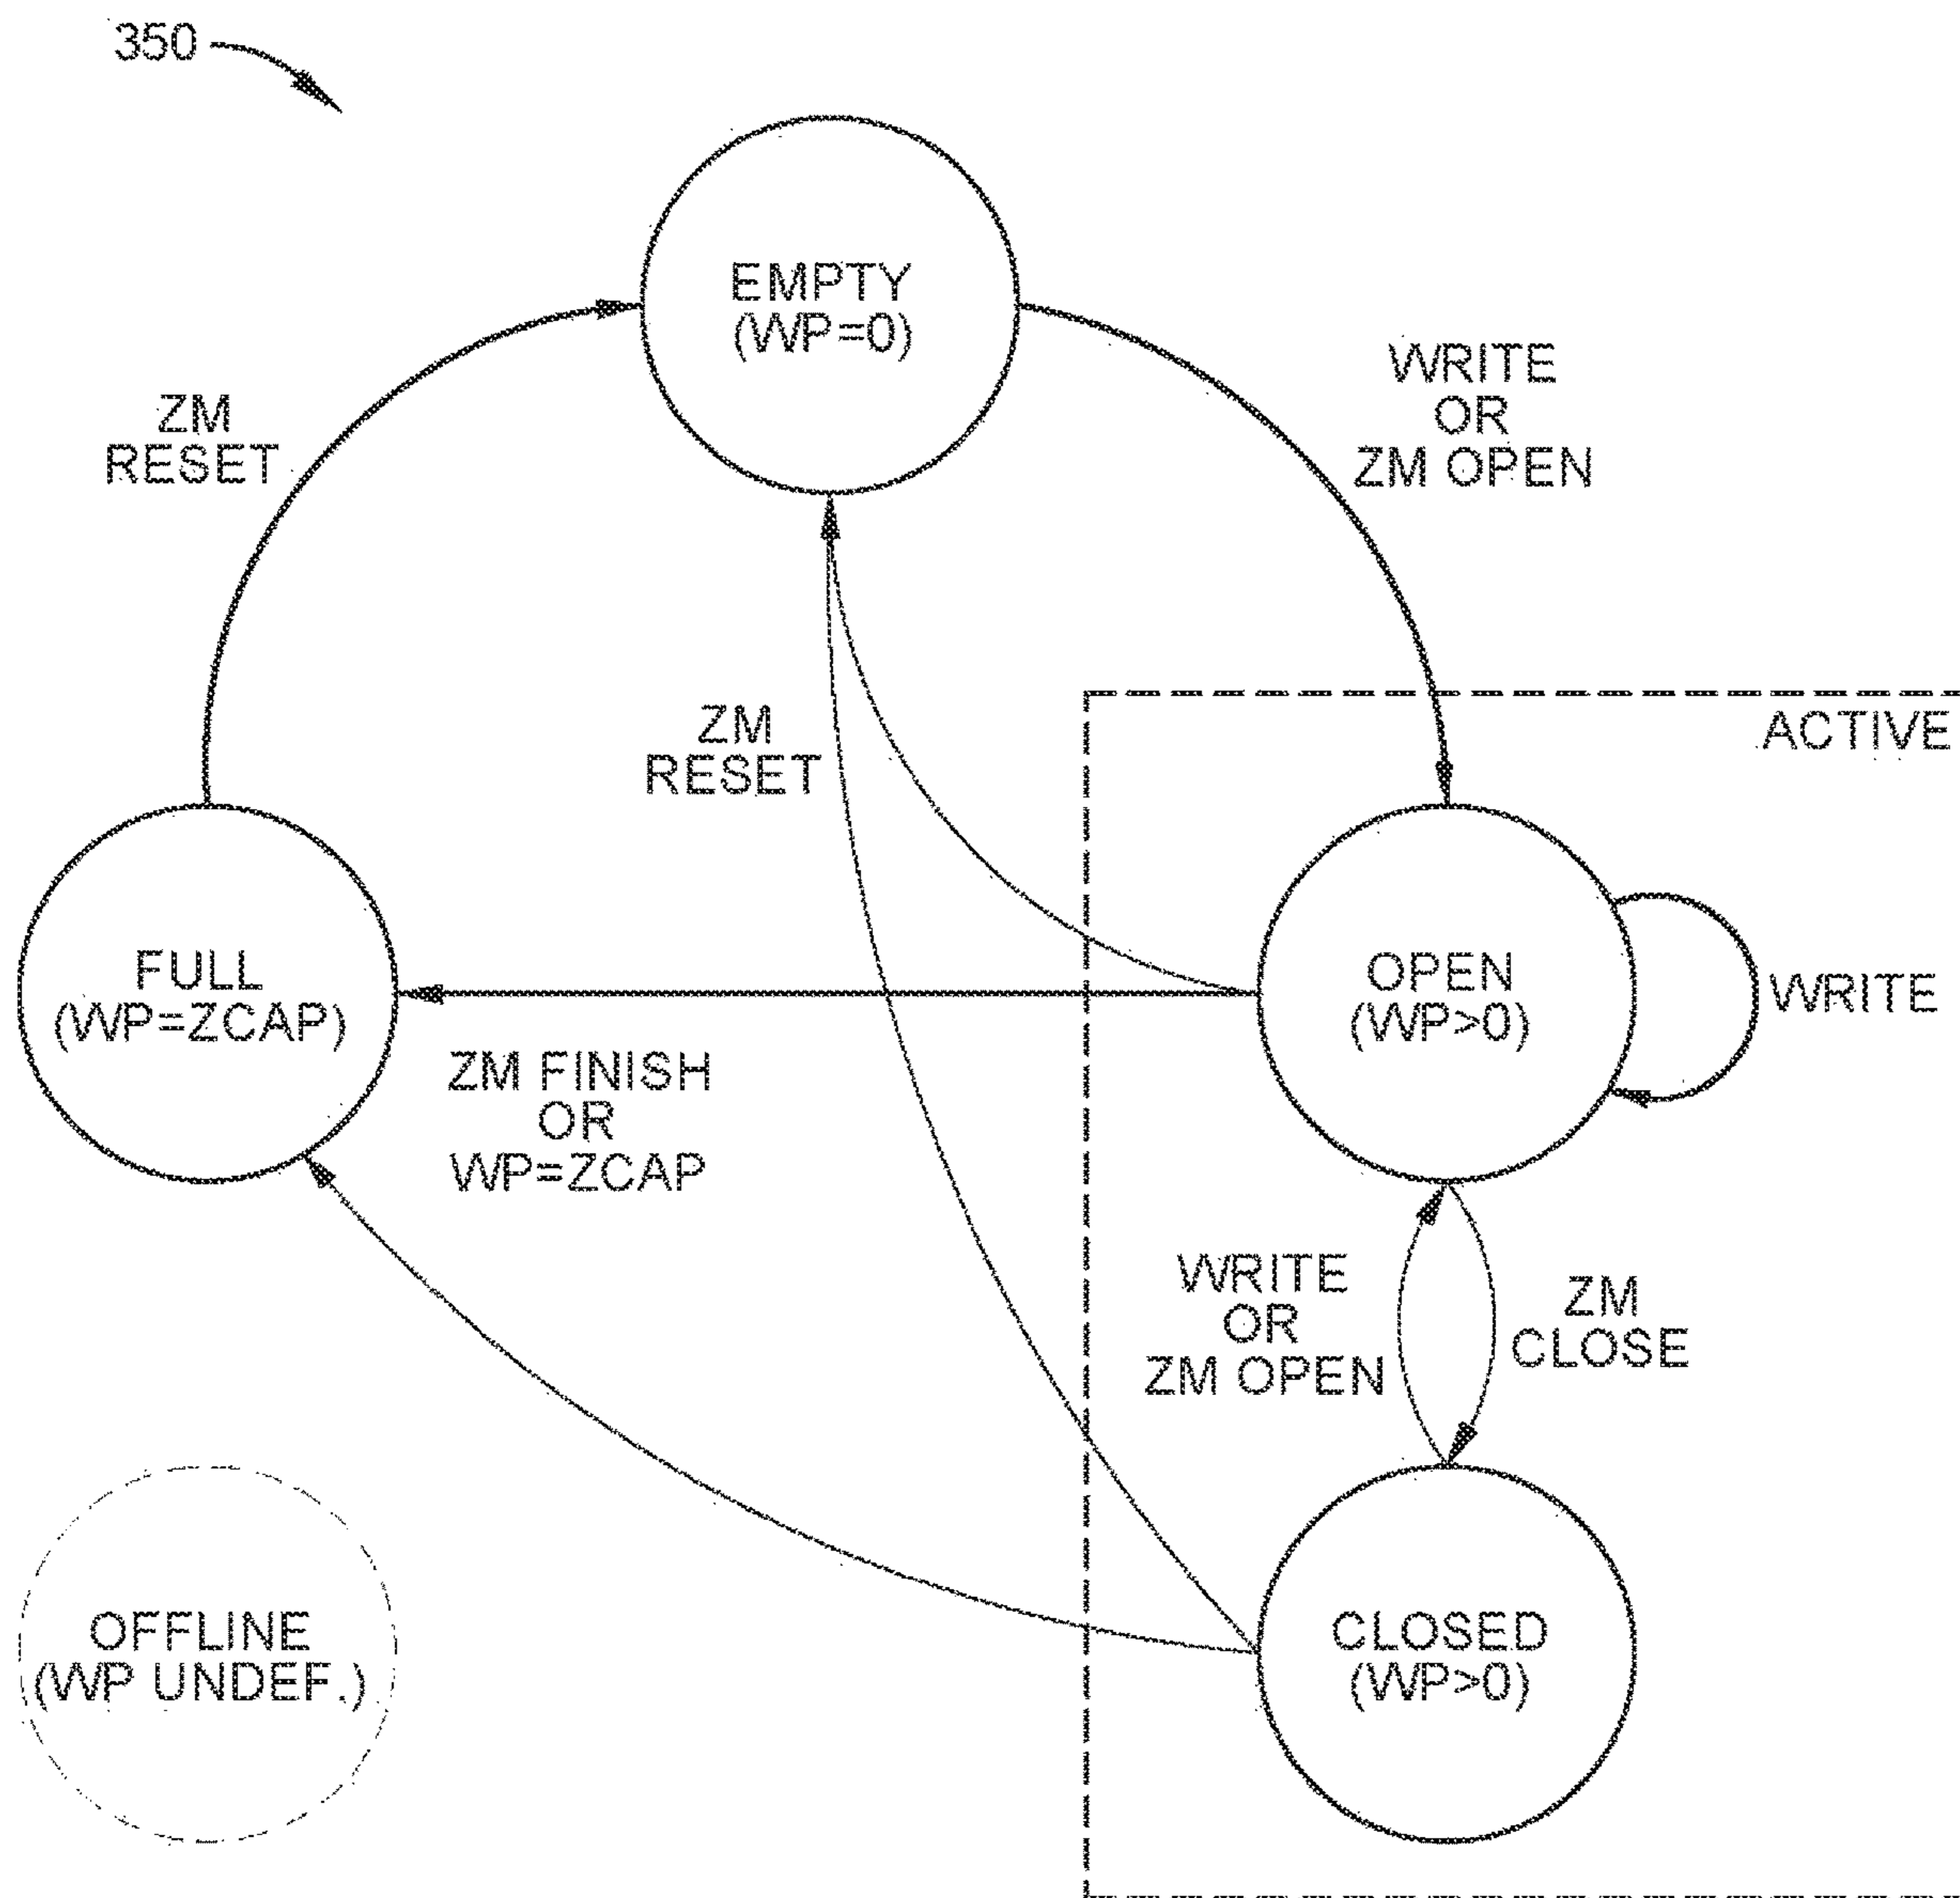 350
EMPTY
(WP=0)
WRITE
OR
ZM OPEN
ZM
RESET
ZM
RESET
ACTIVE
FULL
(WP=ZCAP)
OPEN
(WP>0)
WRITE
ZM FINISH
OR
WP=ZCAP
WRITE
OR
ZM OPEN
ZM
CLOSE
OFFLINE
(WP UNDEF.)
CLOSED
(WP>0)